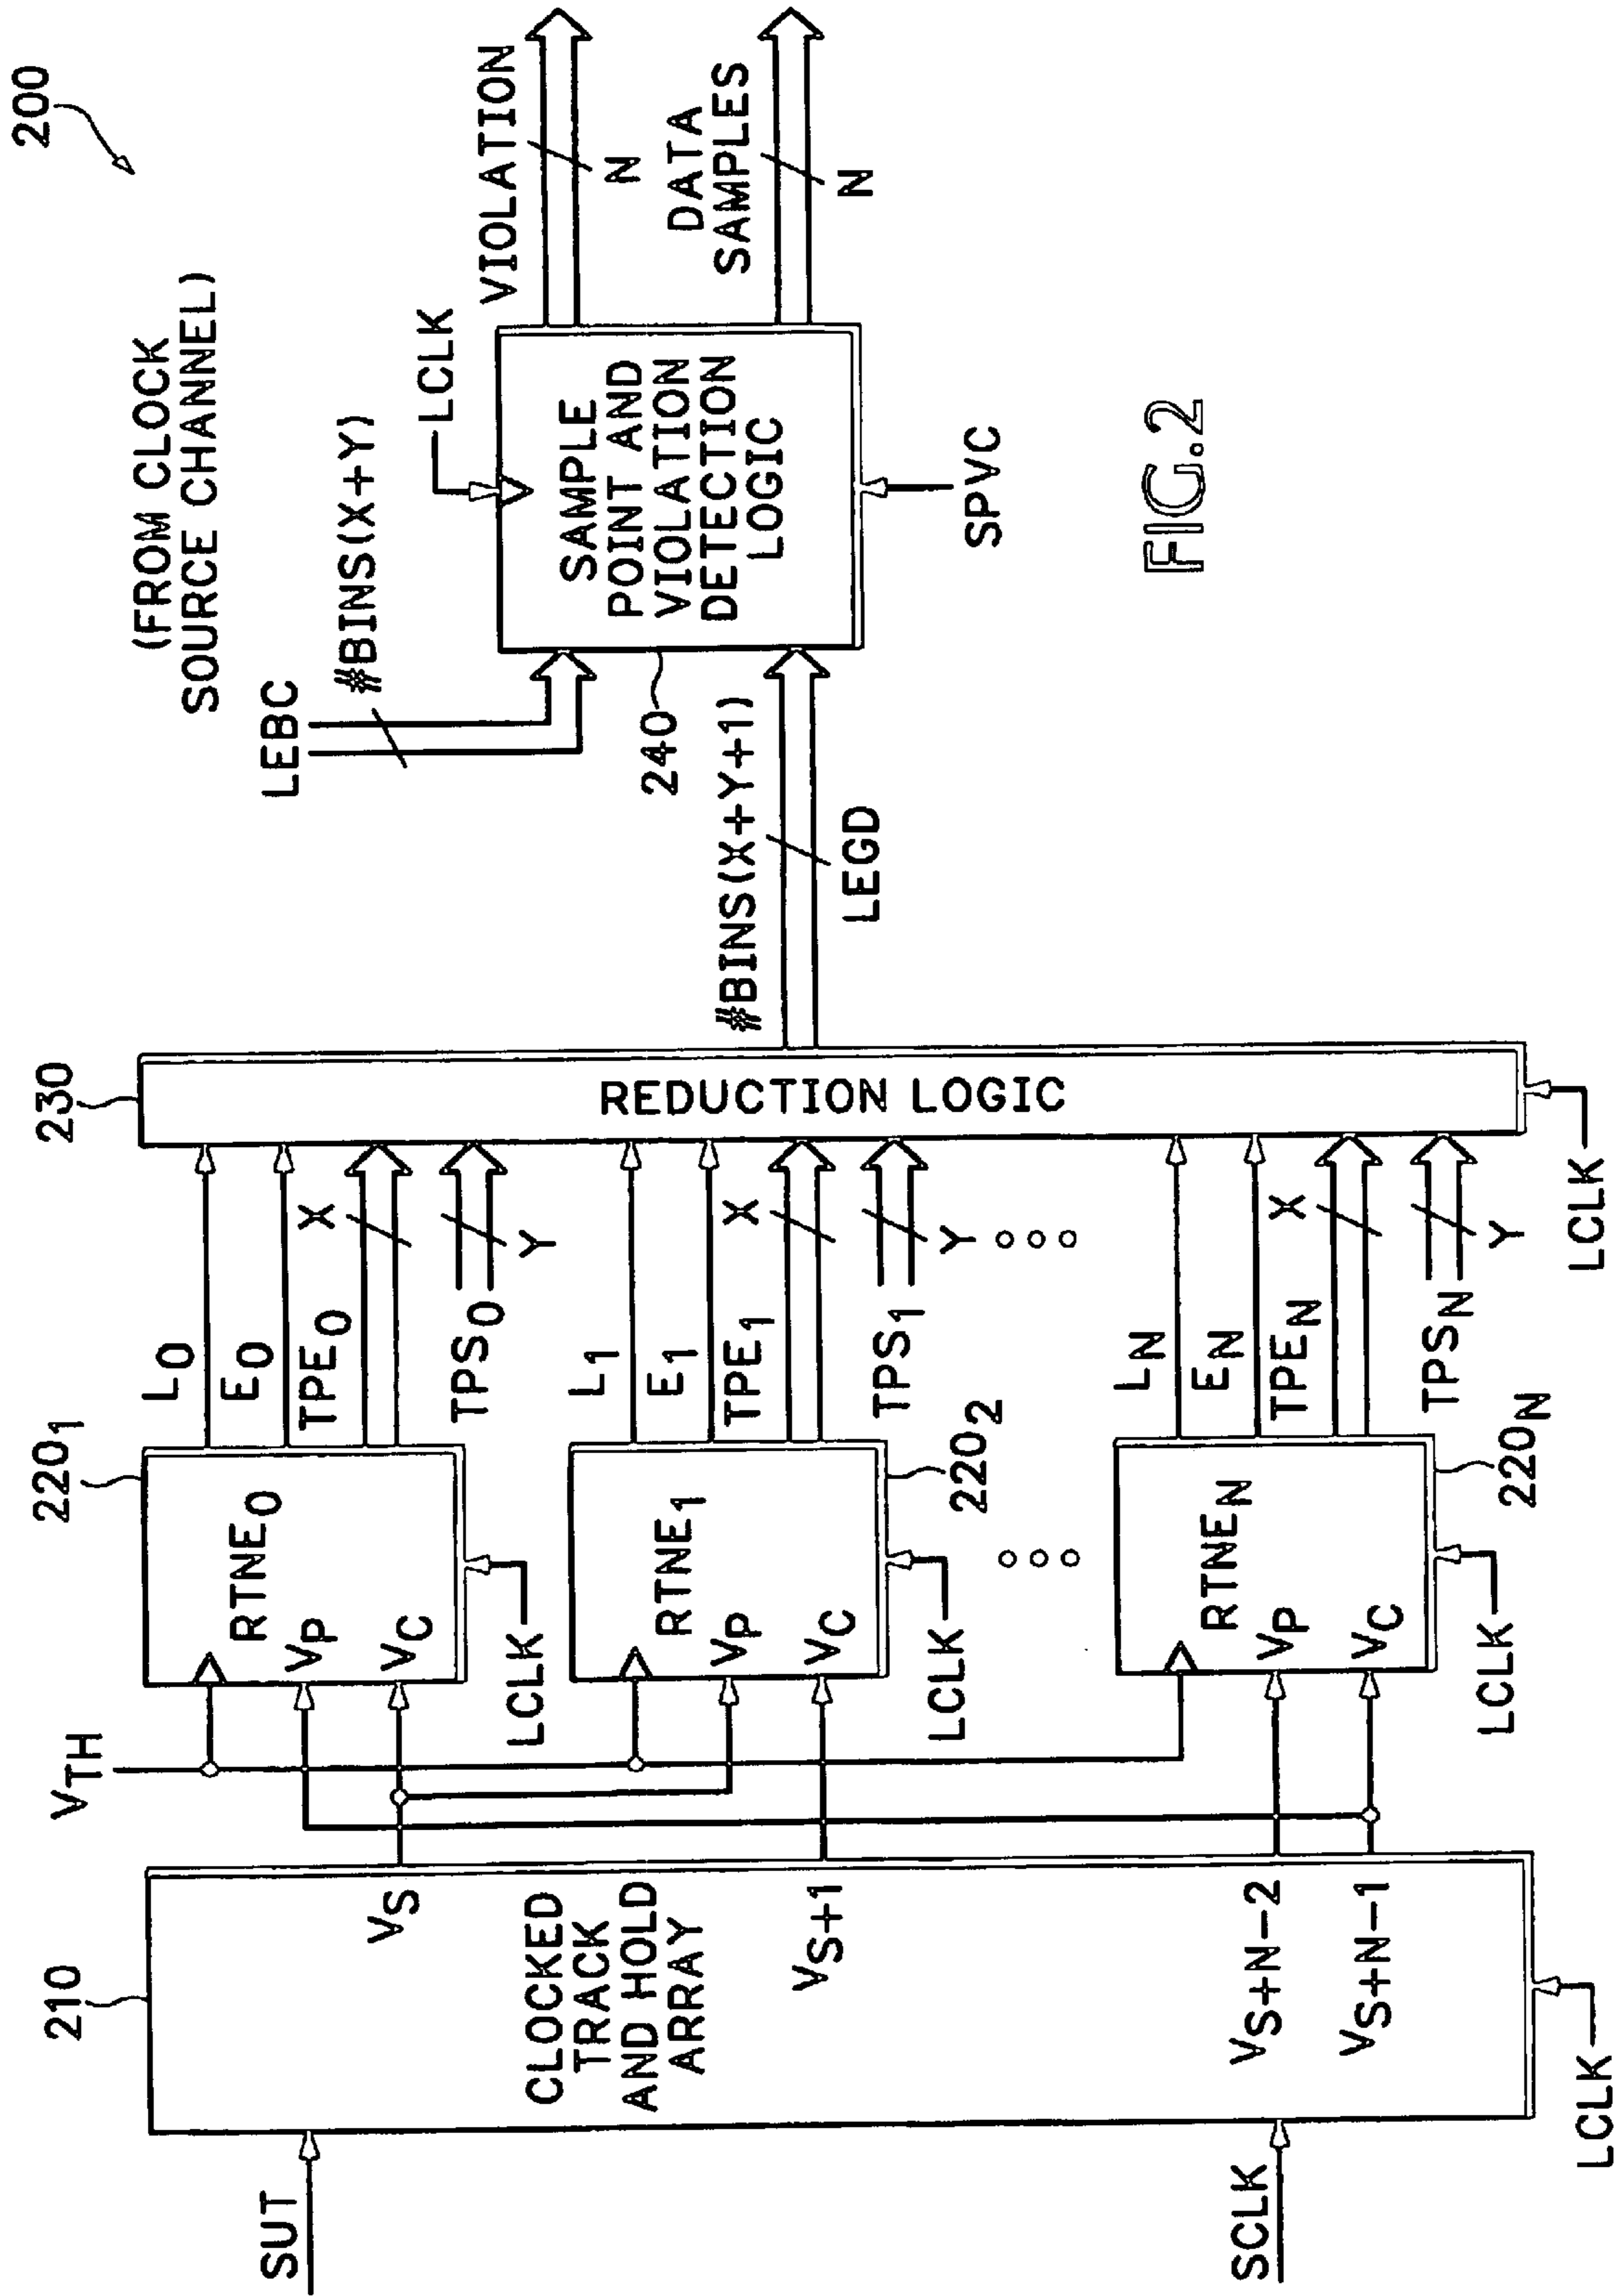 200
(FROM CLOCK
SOURCE CHANNEL)
LEBC
#BINS(X+Y)
LCLK
VIOLATION
N
DATA
SAMPLES
N
SAMPLE
POINT AND
VIOLATION
DETECTION
LOGIC
240
SPVC
#BINS(X+Y+1)
LEGD
230
REDUCTION LOGIC
LCLK
L0
E0
TPE0
X
TPS0
Y
L1
E1
TPE1
X
TPS1
Y
LN
EN
TPEN
X
TPSN
Y
2201
RTNE0
VP
VC
LCLK
2202
RTNE1
VP
VC
LCLK
220N
RTNEN
VP
VC
LCLK
VTH
210
VS
CLOCKED
TRACK
AND HOLD
ARRAY
VS+1
VS+N-2
VS+N-1
SUT
SCLK
LCLK
FIG.2